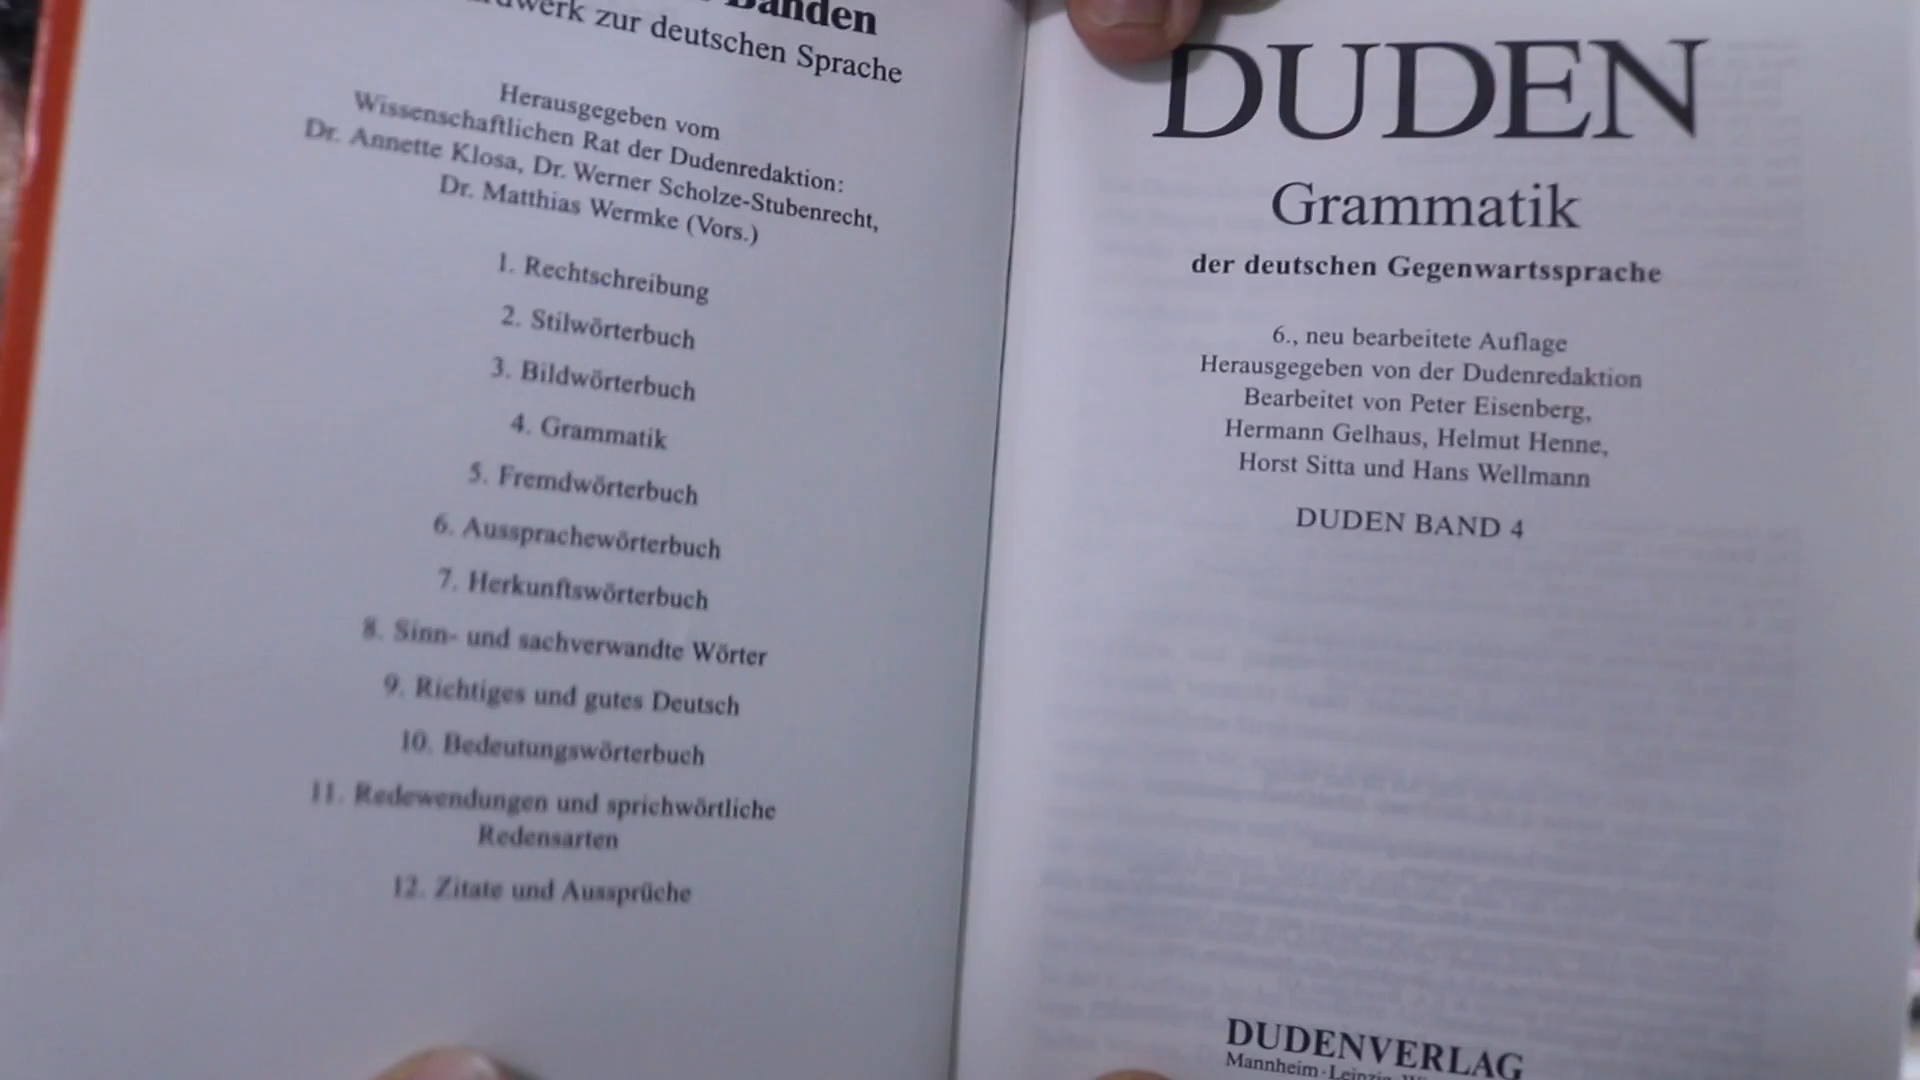 Bänden
zur deutschen Sprache
Herausgegeben vom
Wissenschaftlichen Rat der Dudenredaktion:
Dr. Annette Klosa, Dr. Werner Scholze-Stubenrecht,
Dr. Matthias Wermke (Vors.)
1. Rechtschreibung
2. Stilwörterbuch
3. Bildwörterbuch
4. Grammatik
5. Fremdwörterbuch
6. Aussprachewörterbuch
7. Herkunftswörterbuch
8. Sinn- und sachverwandte Wörter
9. Richtiges und gutes Deutsch
10. Bedeutungswörterbuch
11. Redewendungen und sprichwörtliche
Redensarten
12. Zitate und Aussprüche
DUDEN
Grammatik
der deutschen Gegenwartssprache
6., neu bearbeitete Auflage
Herausgegeben von der Dudenredaktion
Bearbeitet von Peter Eisenberg,
Hermann Gelhaus, Helmut Henne,
Horst Sitta und Hans Wellmann
DUDEN BAND 4
DUDENVERLAG
Mannheim · Leipzig